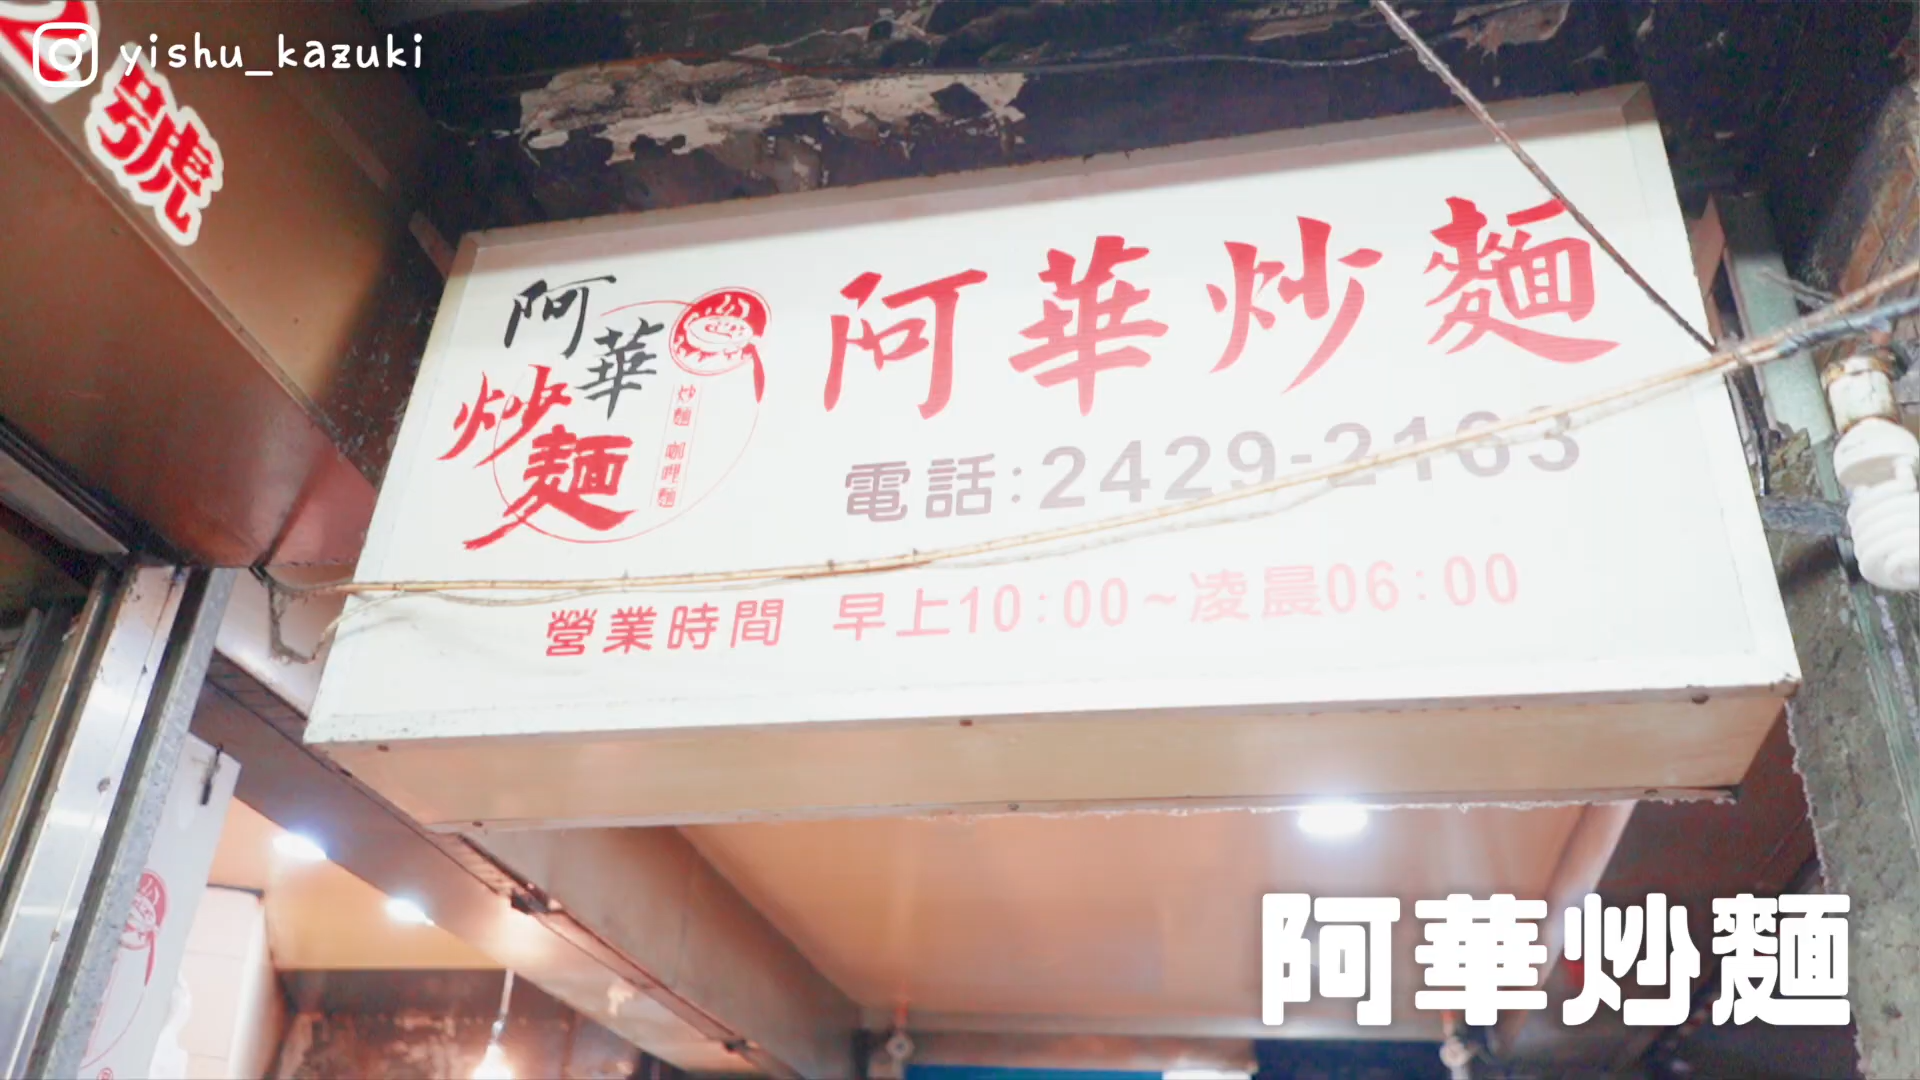 yishu_kazuki
2號
阿華炒麵
炒麵 咖哩麵
阿華炒麵
電話:2429-2163
營業時間 早上10:00~凌晨06:00
阿華炒麵